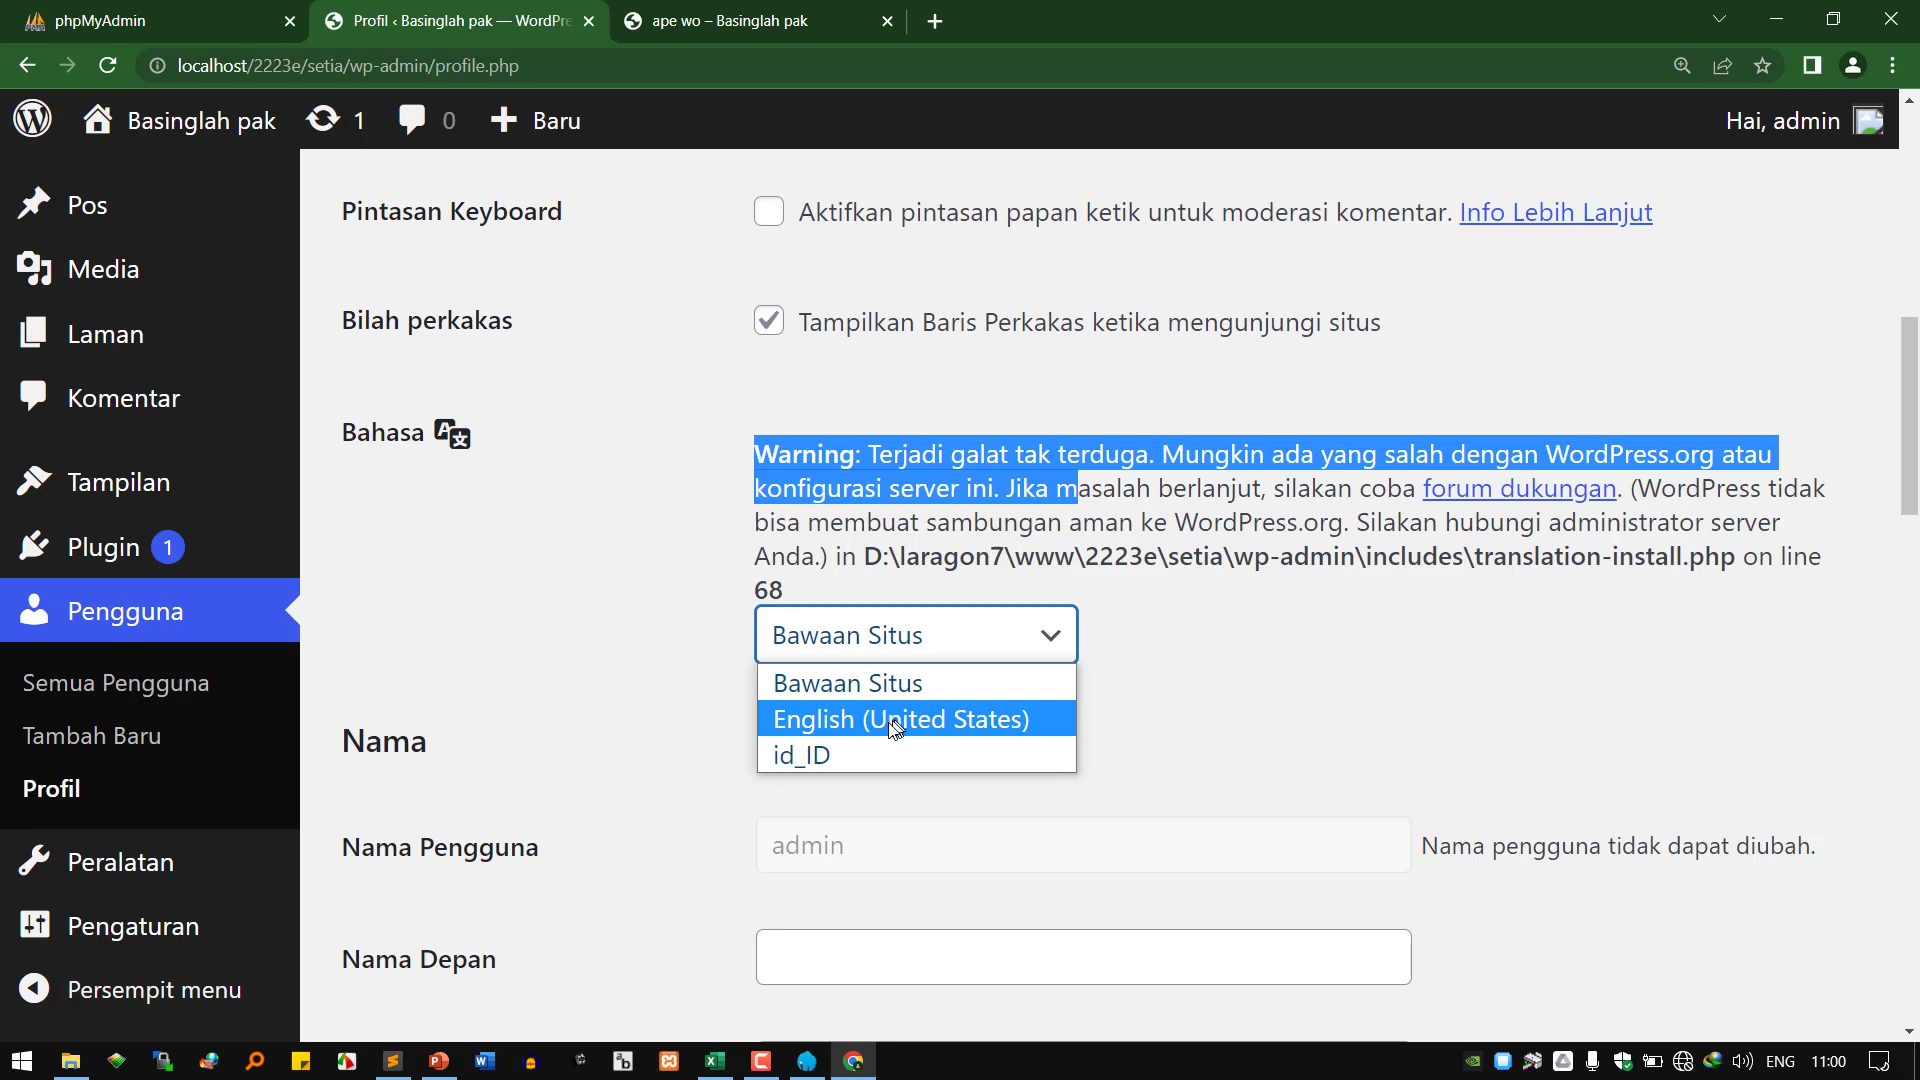 phpMyAdmin
Profil ‹ Basinglah pak — WordPre
ape wo – Basinglah pak
localhost/2223e/setia/wp-admin/profile.php
Basinglah pak
1
0
Baru
Hai, admin
Pos
Media
Laman
Komentar
Tampilan
Plugin 1
Pengguna
Semua Pengguna
Tambah Baru
Profil
Peralatan
Pengaturan
Persempit menu
Pintasan Keyboard
Aktifkan pintasan papan ketik untuk moderasi komentar. Info Lebih Lanjut
Bilah perkakas
Tampilkan Baris Perkakas ketika mengunjungi situs
Bahasa
Warning: Terjadi galat tak terduga. Mungkin ada yang salah dengan WordPress.org atau
konfigurasi server ini. Jika masalah berlanjut, silakan coba forum dukungan. (WordPress tidak
bisa membuat sambungan aman ke WordPress.org. Silakan hubungi administrator server
Anda.) in D:\laragon7\www\2223e\setia\wp-admin\includes\translation-install.php on line
68
Bawaan Situs
Bawaan Situs
English (United States)
id_ID
Nama
Nama Pengguna
admin
Nama pengguna tidak dapat diubah.
Nama Depan
ENG
11:00